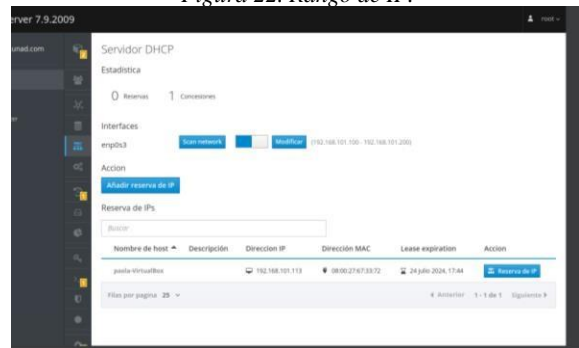 Figura 22. Rango de IP.
erver 7.9.2009
root
unad.com
Servidor DHCP
Estadística
0 Reservas 1 Concesiones
Interfaces
enp0s3 Scan network Modificar (192.168.101.100 - 192.168.101.200)
Accion
Añadir reserva de IP
Reserva de IPs
Buscar
Nombre de host Descripción Direccion IP Dirección MAC Lease expiration Accion
paola-VirtualBox 192.168.101.113 08:00:27:67:33:72 24 julio 2024, 17:44 Reserva de IP
Filas por pagina 25 Anterior 1-1 de 1 Siguiente